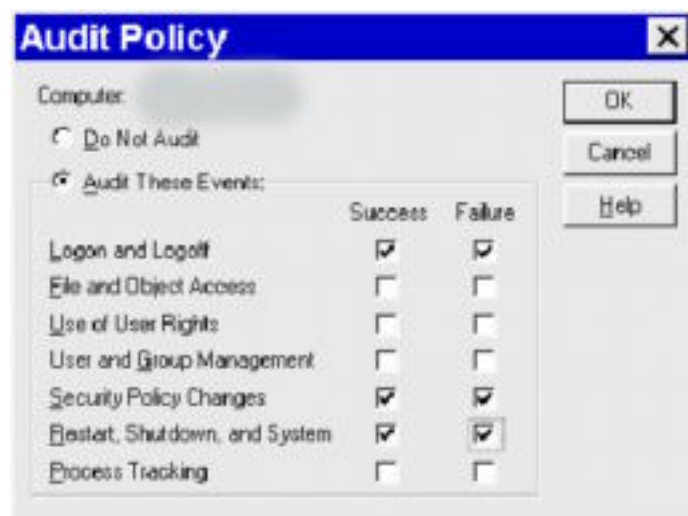 Audit Policy
Computer:
OK
Do Not Audit
Cancel
Audit These Events:
Help
Success Failure
Logon and Logoff
File and Object Access
Use of User Rights
User and Group Management
Security Policy Changes
Restart, Shutdown, and System
Process Tracking